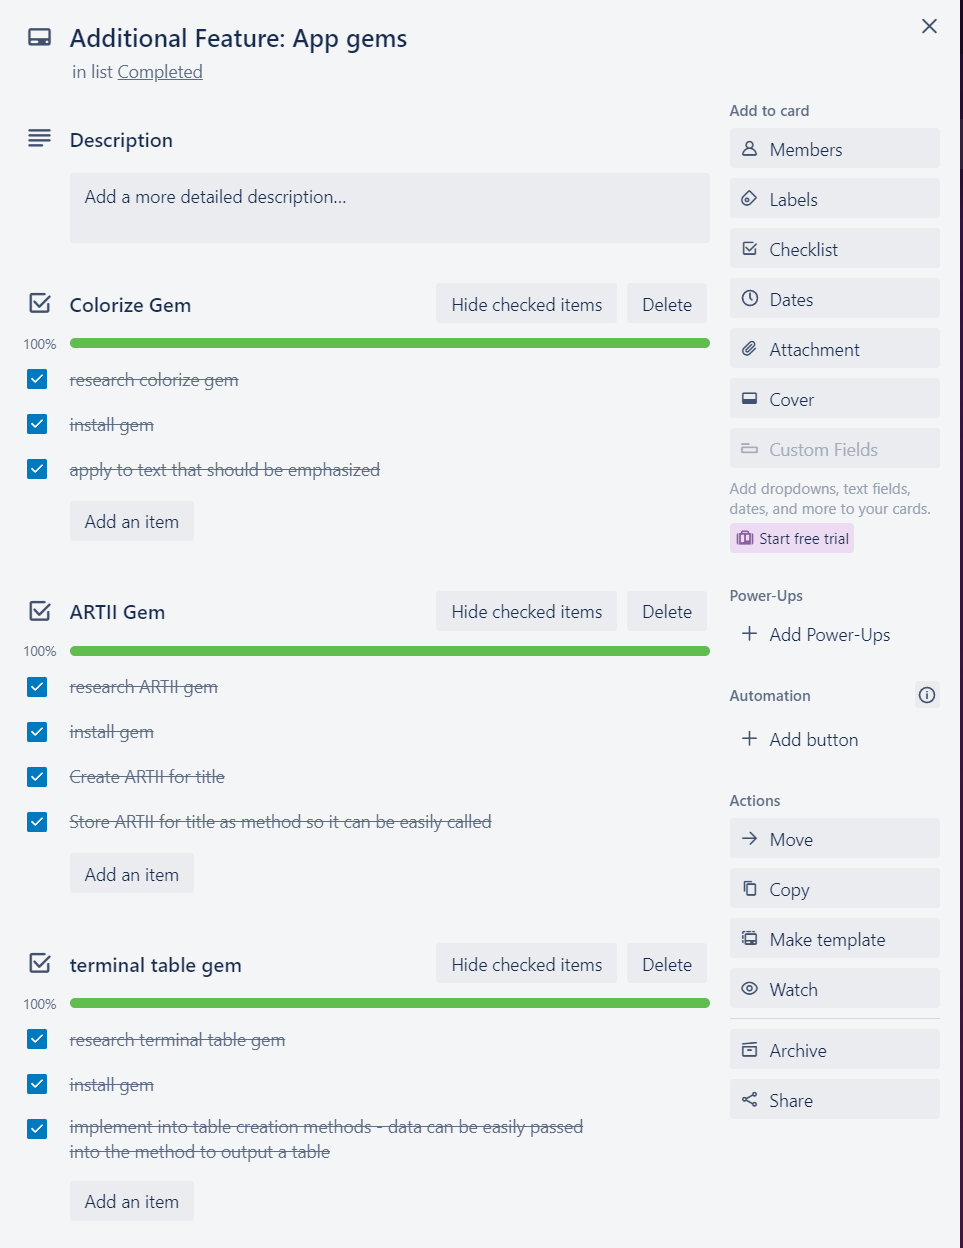 Additional Feature: App gems
in list Completed
Description
Add a more detailed description...
Colorize Gem
Hide checked items
Delete
100%
research colorize gem
install gem
apply to text that should be emphasized
Add an item
ARTII Gem
Hide checked items
Delete
100%
research ARTII gem
install gem
Create ARTII for title
Store ARTII for title as method so it can be easily called
Add an item
terminal table gem
Hide checked items
Delete
100%
research terminal table gem
install gem
implement into table creation methods - data can be easily passed
into the method to output a table
Add an item
Add to card
Members
Labels
Checklist
Dates
Attachment
Cover
Custom Fields
Add dropdowns, text fields,
dates, and more to your cards.
Start free trial
Power-Ups
Add Power-Ups
Automation
Add button
Actions
Move
Copy
Make template
Watch
Archive
Share